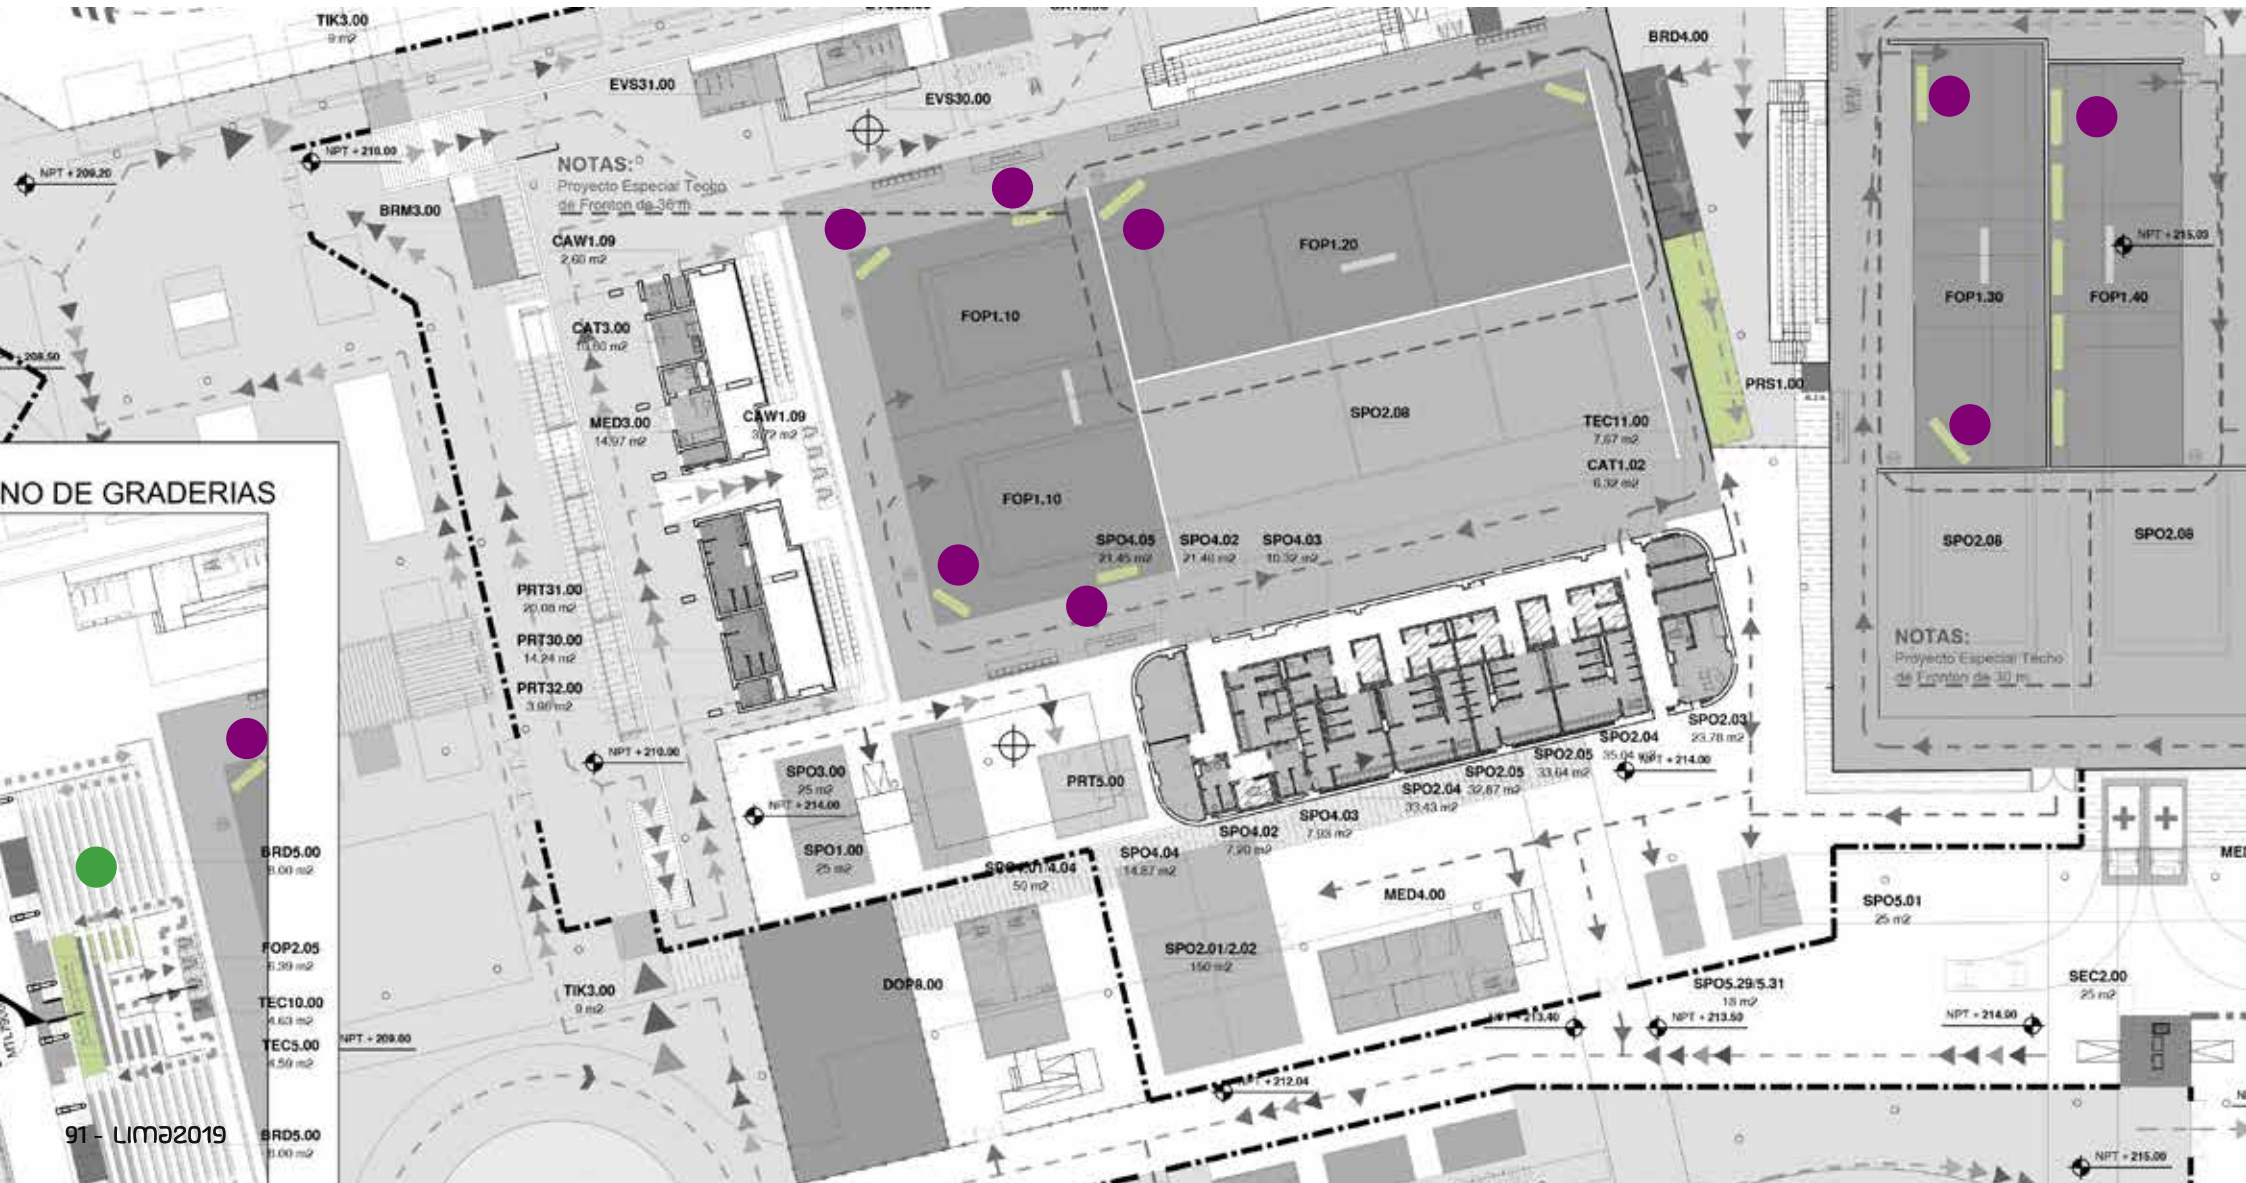 TIK3.00
9 m2
BRD4.00
EVS31.00
EVS30.00
NPT + 209.20
NPT + 210.00
NOTAS:
Proyecto Especial Techo
de Fronton de 36 m.
BRM3.00
CAW1.09
2.60 m2
FOP1.20
NPT + 215.03
FOP1.30
FOP1.40
FOP1.10
CAT3.00
MED3.00
14.97 m2
CAW1.09
3.72 m2
PRS1.00
SPO2.08
TEC11.00
7.67 m2
CAT1.02
6.32 m2
NO DE GRADERIAS
FOP1.10
SPO4.05
21.45 m2
SPO4.02
21.40 m2
SPO4.03
10.32 m2
SPO2.06
SPO2.08
PRT31.00
20.08 m2
PRT30.00
14.24 m2
PRT32.00
3.96 m2
NOTAS:
Proyecto Especial Techo
de Fronton de 30 m.
SPO2.03
23.78 m2
SPO2.04
35.04 m2
SPO2.05
33.64 m2
SPO2.05
32.87 m2
SPO2.04
33.43 m2
NPT + 214.00
NPT + 210.00
SPO3.00
25 m2
NPT + 214.00
PRT5.00
SPO4.03
7.93 m2
SPO4.02
7.20 m2
SPO1.00
25 m2
SPO4.04
14.87 m2
50 m2
BRD5.00
8.00 m2
MED4.00
SPO5.01
25 m2
FOP2.05
6.39 m2
SPO2.01/2.02
150 m2
DOP8.00
TIK3.00
9 m2
SPO5.29/5.31
18 m2
SEC2.00
25 m2
TEC10.00
4.63 m2
TEC5.00
4.50 m2
NPT + 209.00
NPT + 213.50
NPT + 214.90
NPT + 212.04
BRD5.00
8.00 m2
91 - LIMA2019
NPT + 215.00